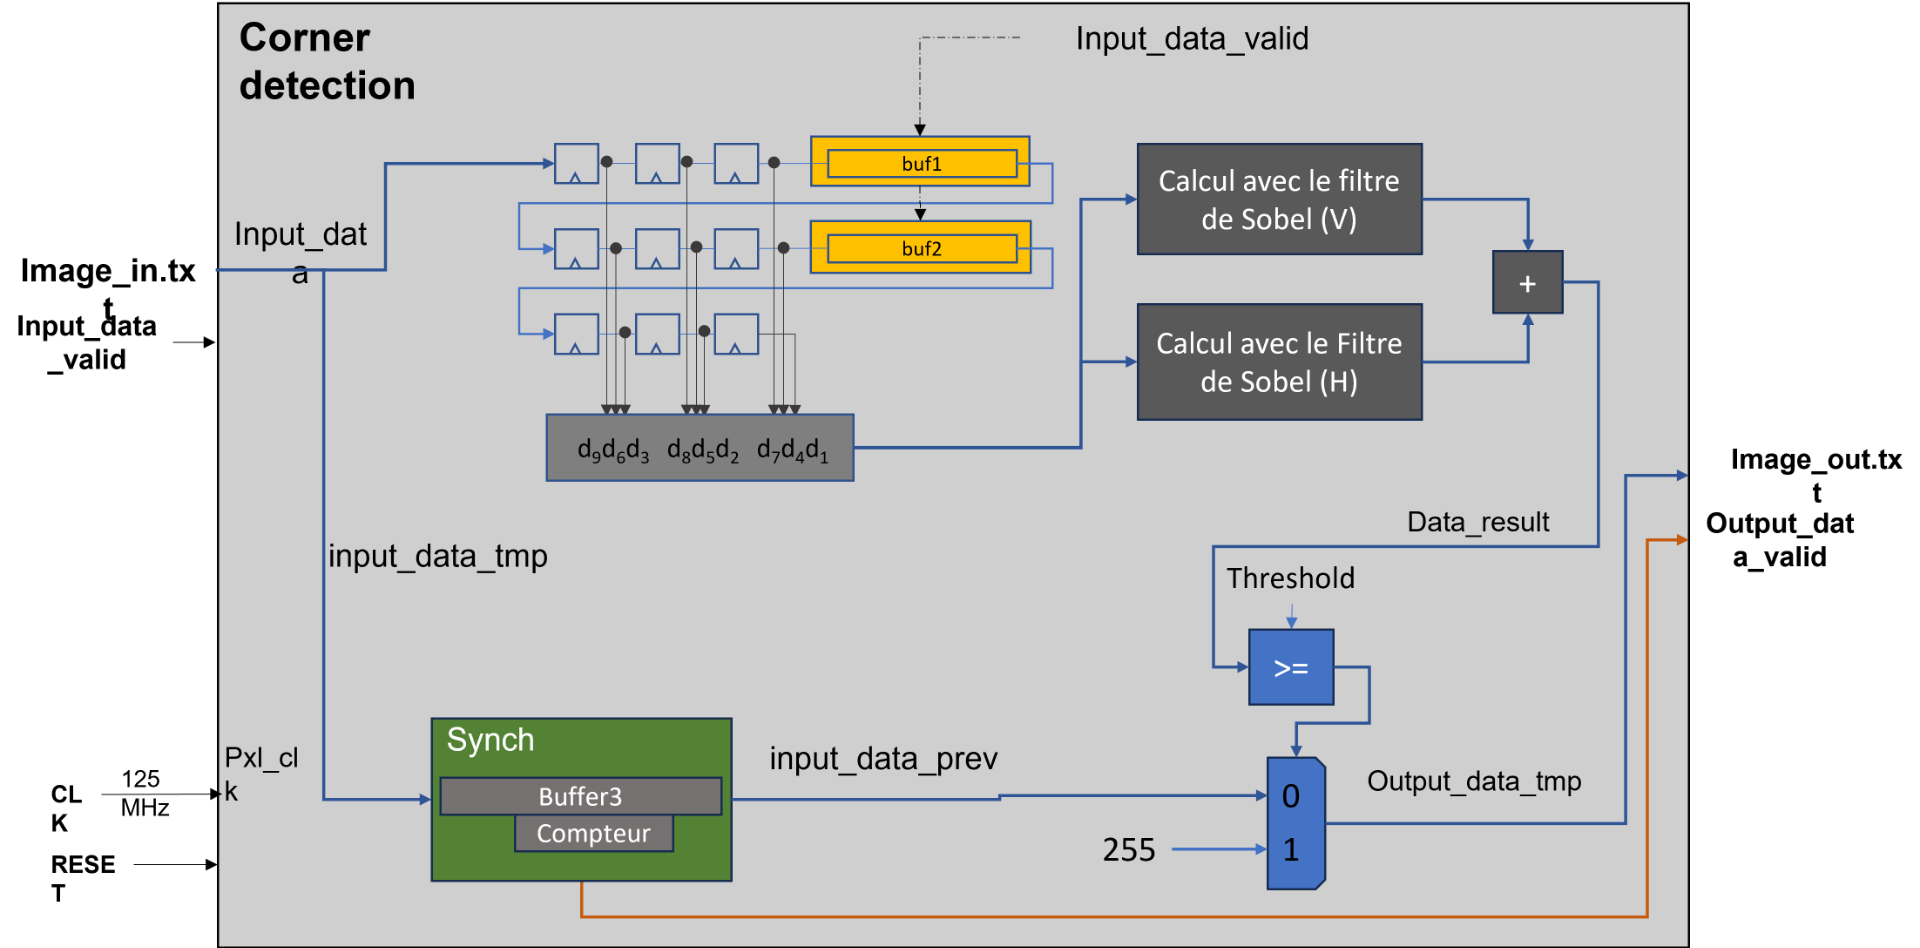 Corner
detection
Input_data_valid
buf1
buf2
Calcul avec le filtre
de Sobel (V)
+
Calcul avec le Filtre
de Sobel (H)
Input_dat
a
Image_in.tx
t
Input_data
_valid
d9d6d3 d8d5d2 d7d4d1
Image_out.tx
t
Output_dat
a_valid
Data_result
input_data_tmp
Threshold
>=
Synch
Buffer3
Compteur
input_data_prev
Output_data_tmp
0
1
255
Pxl_cl
k
CL
K
125
MHz
RESE
T